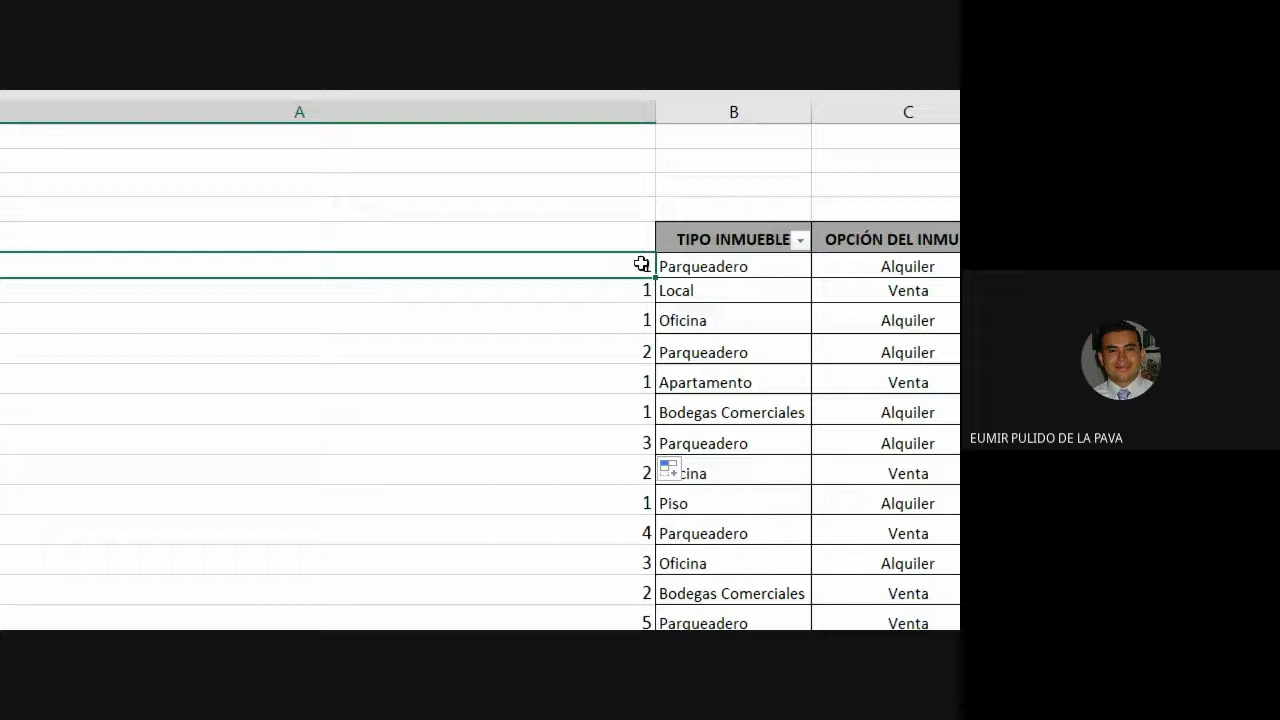 A B C
TIPO INMUEBLE OPCIÓN DEL INMU
Parqueadero Alquiler
1 Local Venta
1 Oficina Alquiler
2 Parqueadero Alquiler
1 Apartamento Venta
1 Bodegas Comerciales Alquiler
3 Parqueadero Alquiler
2 cina Venta
1 Piso Alquiler
4 Parqueadero Venta
3 Oficina Alquiler
2 Bodegas Comerciales Venta
5 Parqueadero Venta
EUMIR PULIDO DE LA PAVA